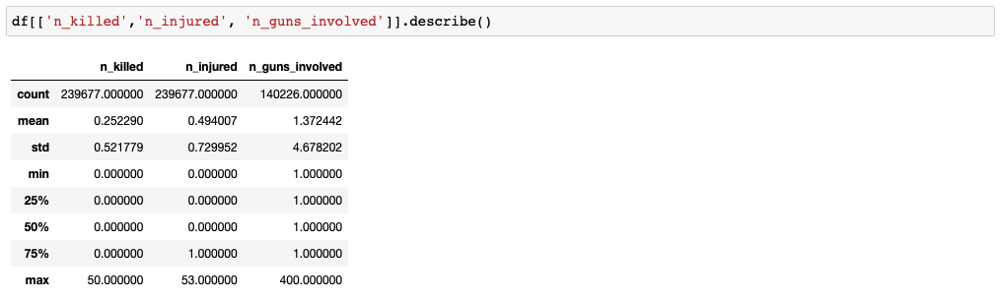 df[['n_killed','n_injured', 'n_guns_involved']].describe()
n_killed n_injured n_guns_involved
count 239677.000000 239677.000000 140226.000000
mean 0.252290 0.494007 1.372442
std 0.521779 0.729952 4.678202
min 0.000000 0.000000 1.000000
25% 0.000000 0.000000 1.000000
50% 0.000000 0.000000 1.000000
75% 0.000000 1.000000 1.000000
max 50.000000 53.000000 400.000000